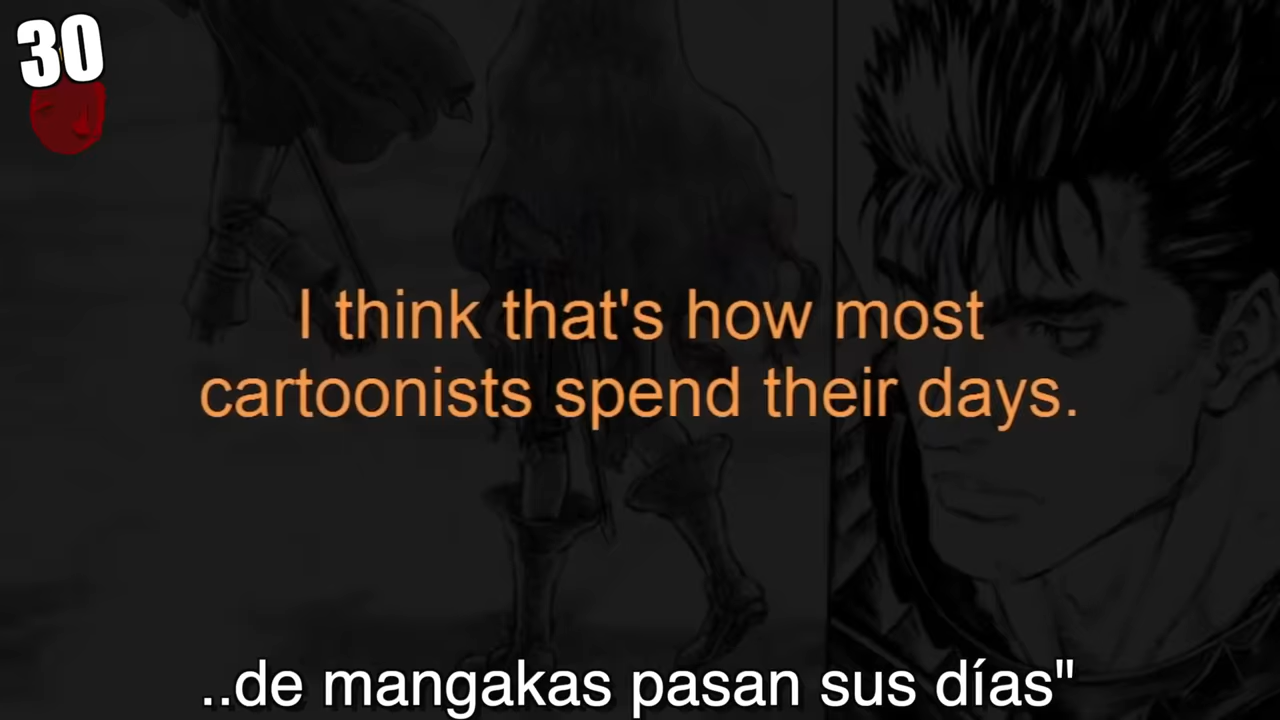 30
I think that's how most
cartoonists spend their days.
..de mangakas pasan sus días"